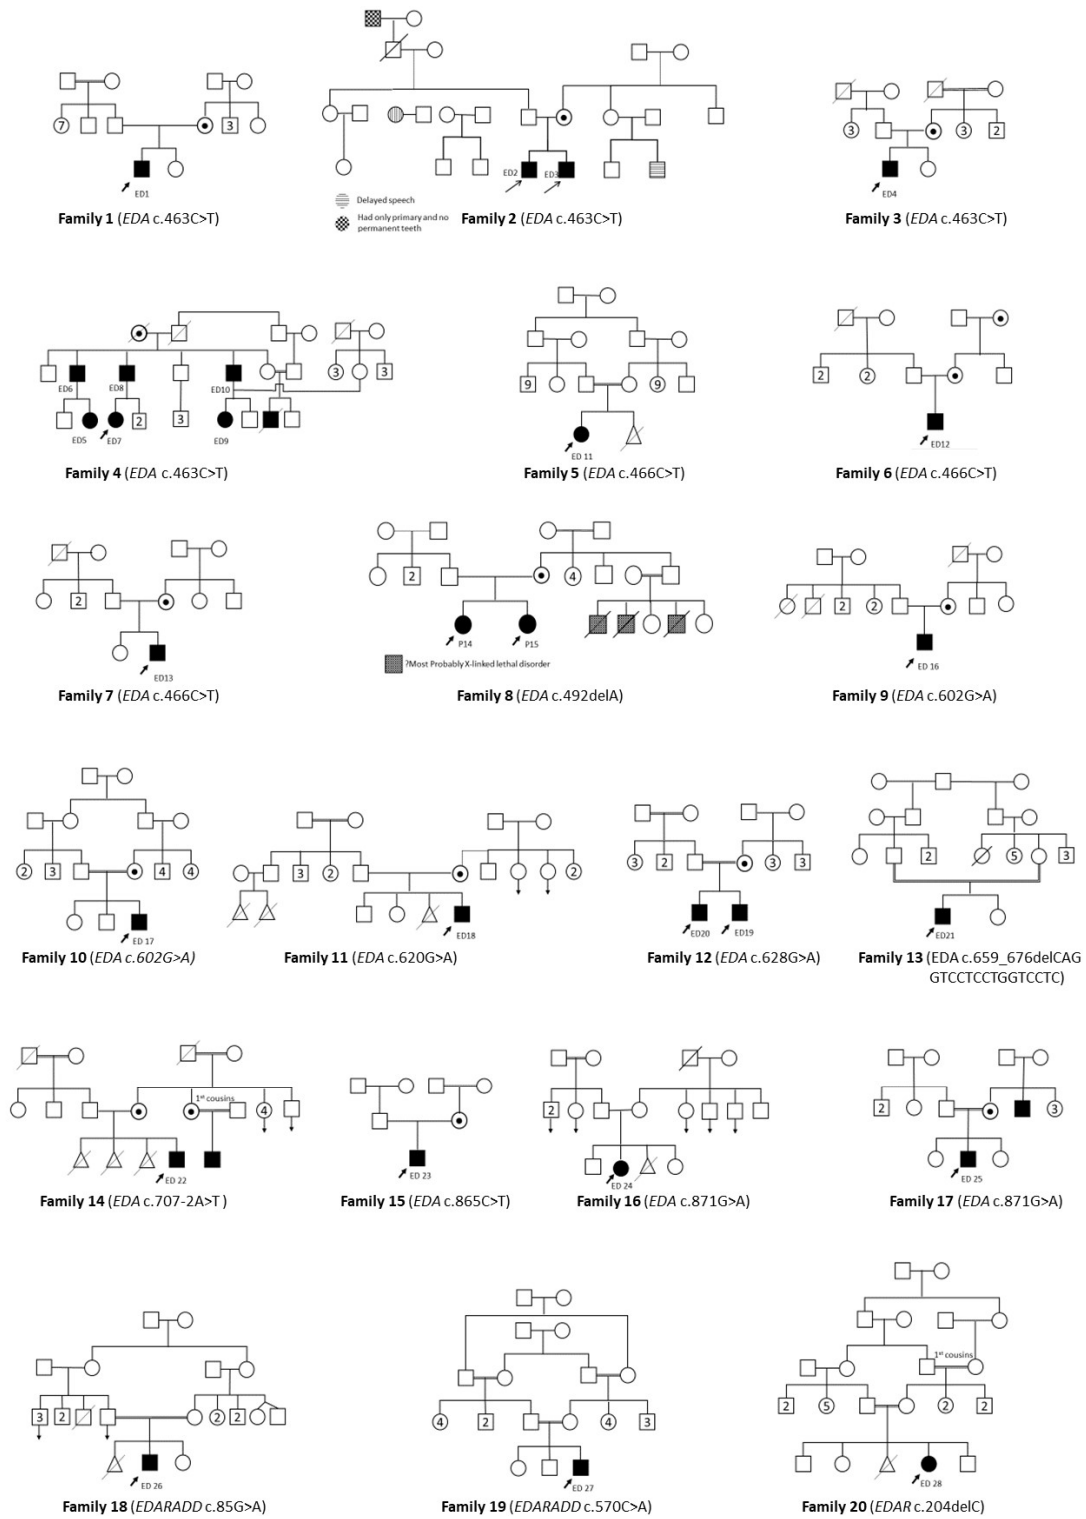 7
3
ED1
Family 1 (EDA c.463C>T)
ED2
ED3
Delayed speech
Had only primary and no
permanent teeth
Family 2 (EDA c.463C>T)
3
3
2
ED4
Family 3 (EDA c.463C>T)
3
3
ED6
ED8
ED10
2
3
ED5
ED7
ED9
Family 4 (EDA c.463C>T)
9
9
ED 11
Family 5 (EDA c.466C>T)
2
2
ED12
Family 6 (EDA c.466C>T)
2
ED13
Family 7 (EDA c.466C>T)
2
4
P14
P15
?Most Probably X-linked lethal disorder
Family 8 (EDA c.492delA)
2
2
ED 16
Family 9 (EDA c.602G>A)
2
3
4
4
ED 17
Family 10 (EDA c.602G>A)
3
2
2
ED18
Family 11 (EDA c.620G>A)
3
2
3
3
ED20
ED19
Family 12 (EDA c.628G>A)
2
5
3
ED21
Family 13 (EDA c.659_676delCAG
GTCCTCCTGGTCCTC)
1st cousins
4
ED 22
Family 14 (EDA c.707-2A>T )
ED 23
Family 15 (EDA c.865C>T)
2
ED 24
Family 16 (EDA c.871G>A)
2
3
ED 25
Family 17 (EDA c.871G>A)
3
2
2
2
ED 26
Family 18 (EDARADD c.85G>A)
4
2
4
3
ED 27
Family 19 (EDARADD c.570C>A)
1st cousins
2
5
2
2
ED 28
Family 20 (EDAR c.204delC)